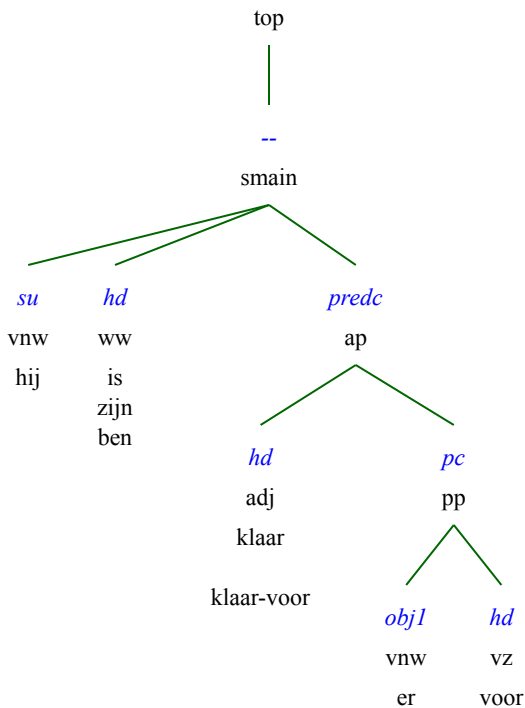 top
--
smain
su hd predc
vnw ww ap
hij is
zijn
ben
hd pc
adj pp
klaar
klaar-voor
obj1 hd
vnw vz
er voor